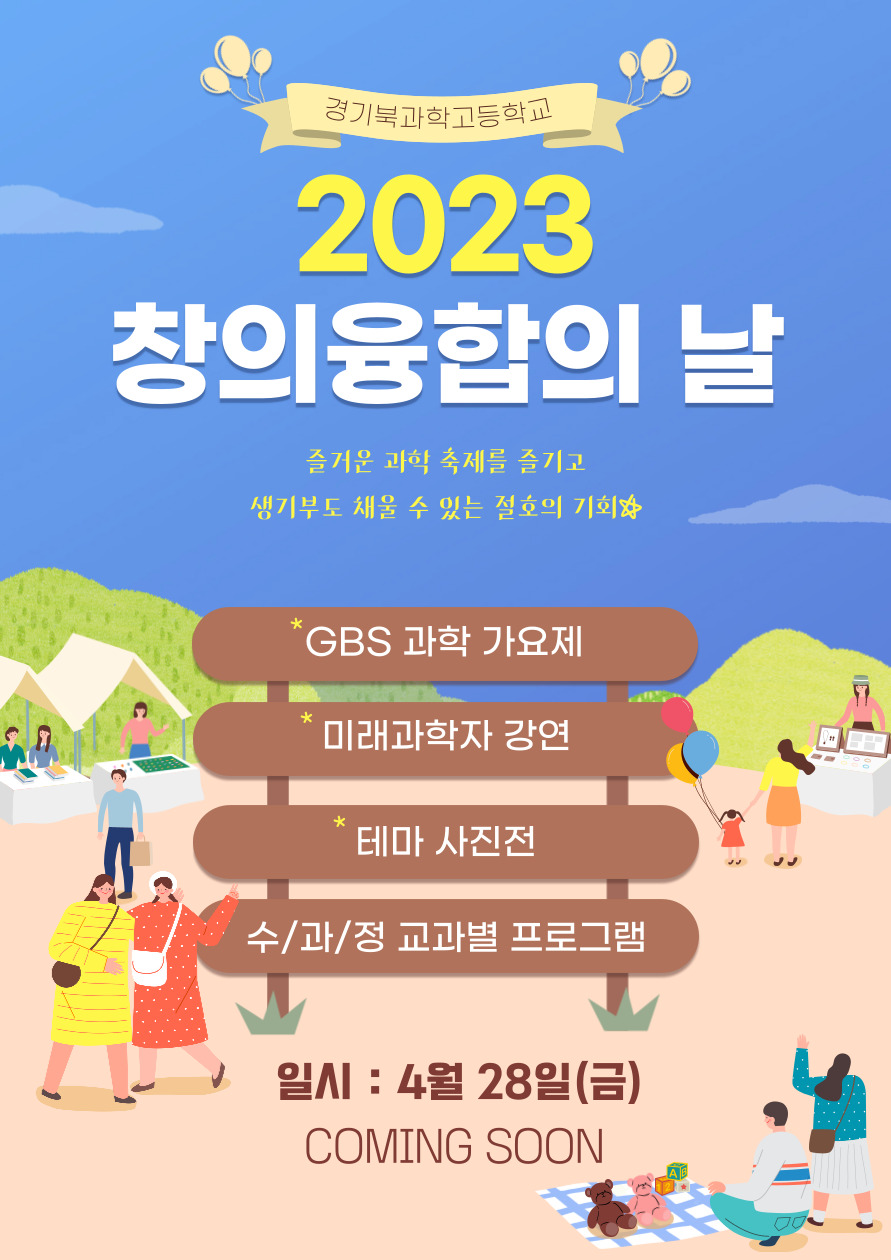 경기북과학고등학교
2023
창의융합의 날
즐거운 과학 축제를 즐기고
생기부도 채울 수 있는 절호의 기회☆
*GBS 과학 가요제
* 미래과학자 강연
* 테마 사진전
수/과/정 교과별 프로그램
일시 : 4월 28일(금)
COMING SOON
A B